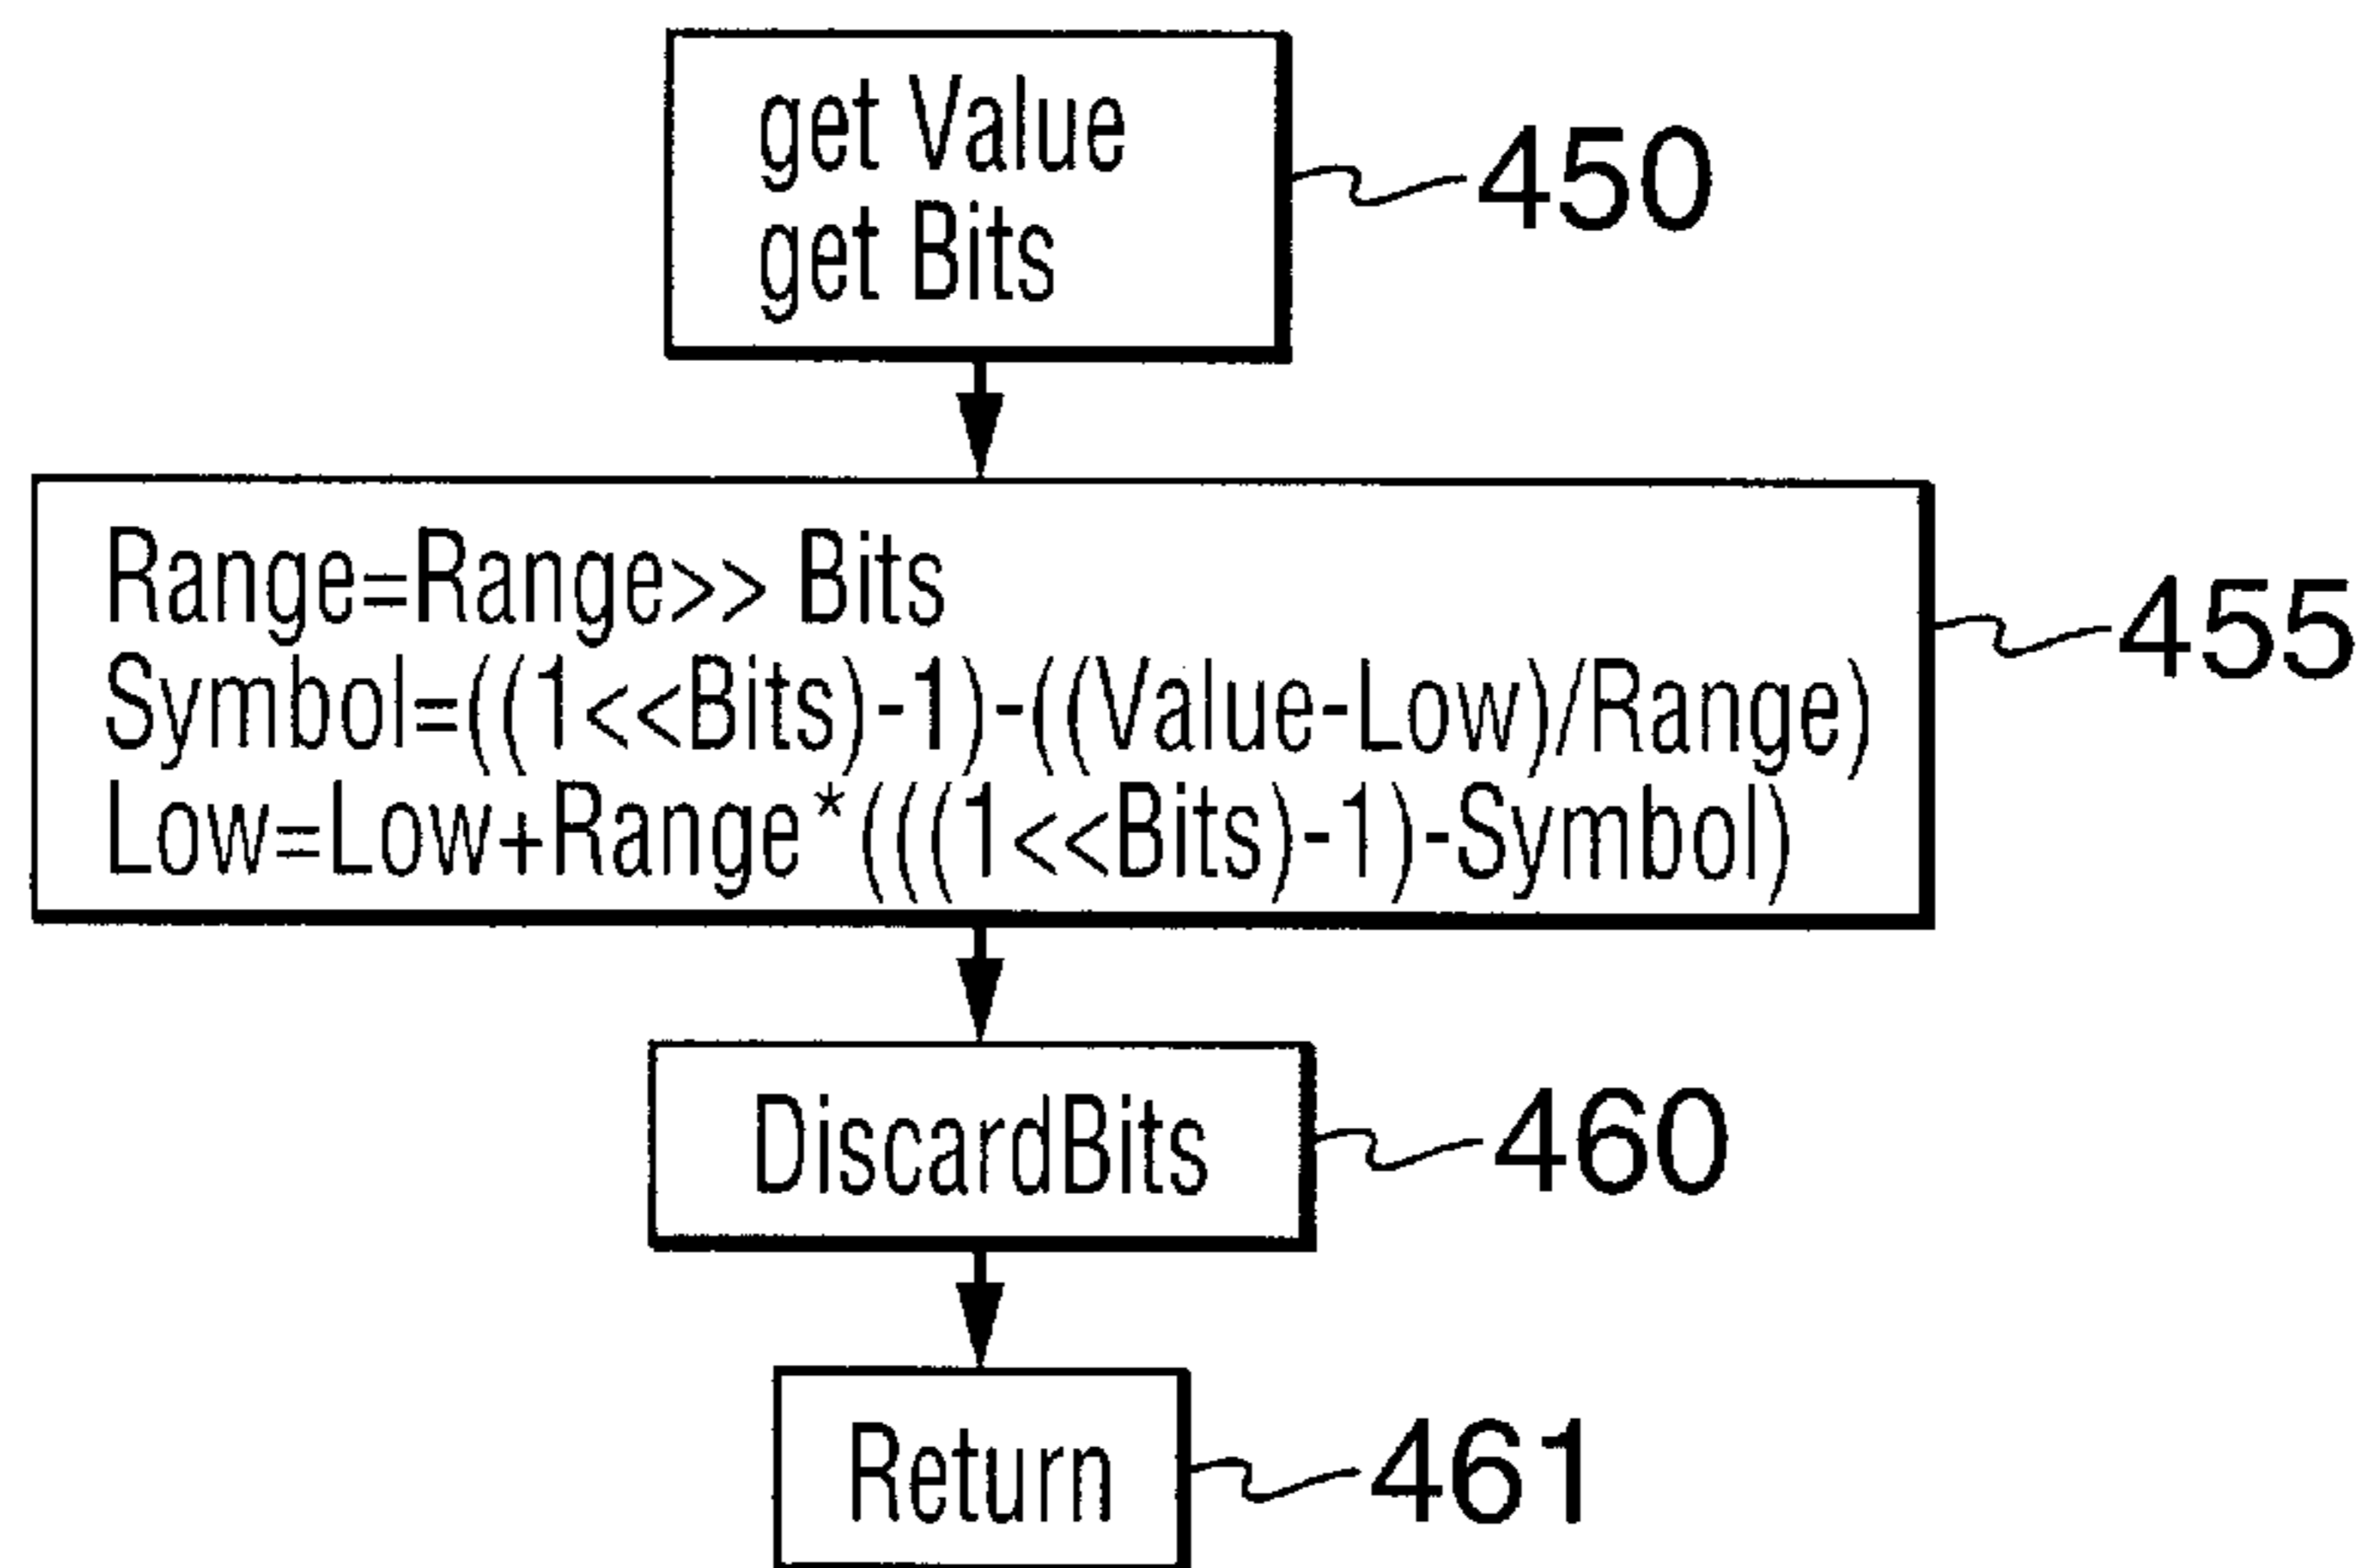 get Value
get Bits
450
Range=Range>> Bits
Symbol=((1<<Bits)-1)-((Value-Low)/Range)
Low=Low+Range*(((1<<Bits)-1)-Symbol)
455
DiscardBits
460
Return
461